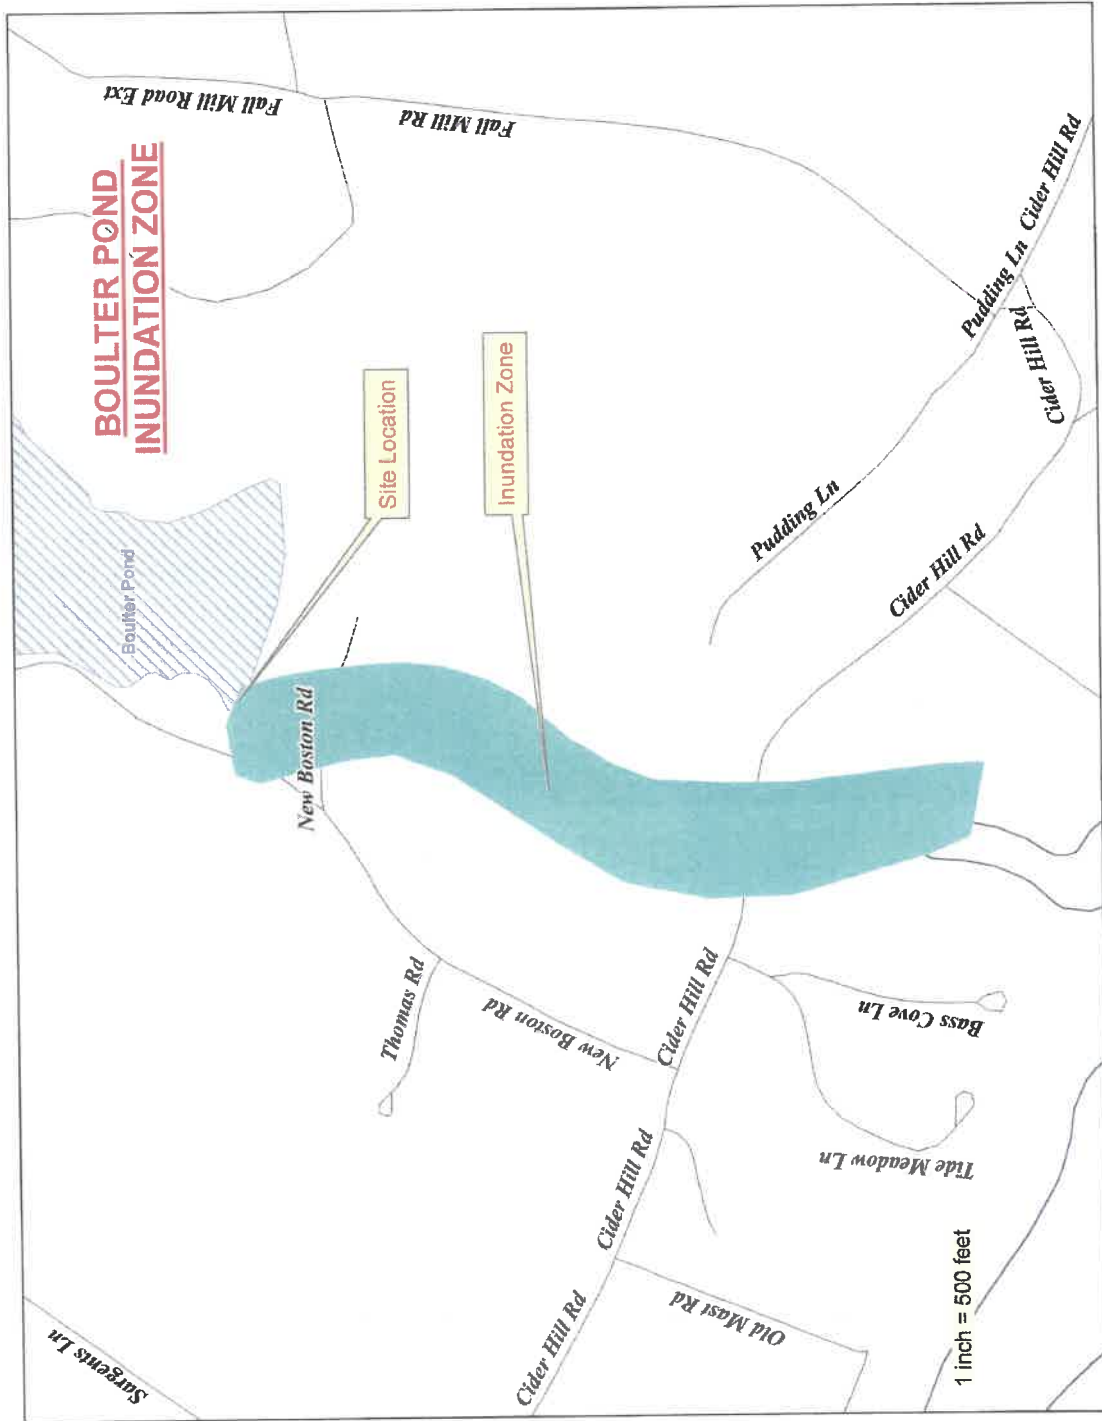 BOULTER POND
INUNDATION ZONE
Sargents Ln
Thomas Rd
New Boston Rd
New Boston Rd
Boulter Pond
Site Location
Inundation Zone
Fall Mill Road Ext
Fall Mill Rd
Cider Hill Rd
Cider Hill Rd
Cider Hill Rd
Cider Hill Rd
Pudding Ln
Pudding Ln
Cider Hill Rd
Cider Hill Rd
Old Mast Rd
Tide Meadow Ln
Bass Cove Ln
1 inch = 500 feet